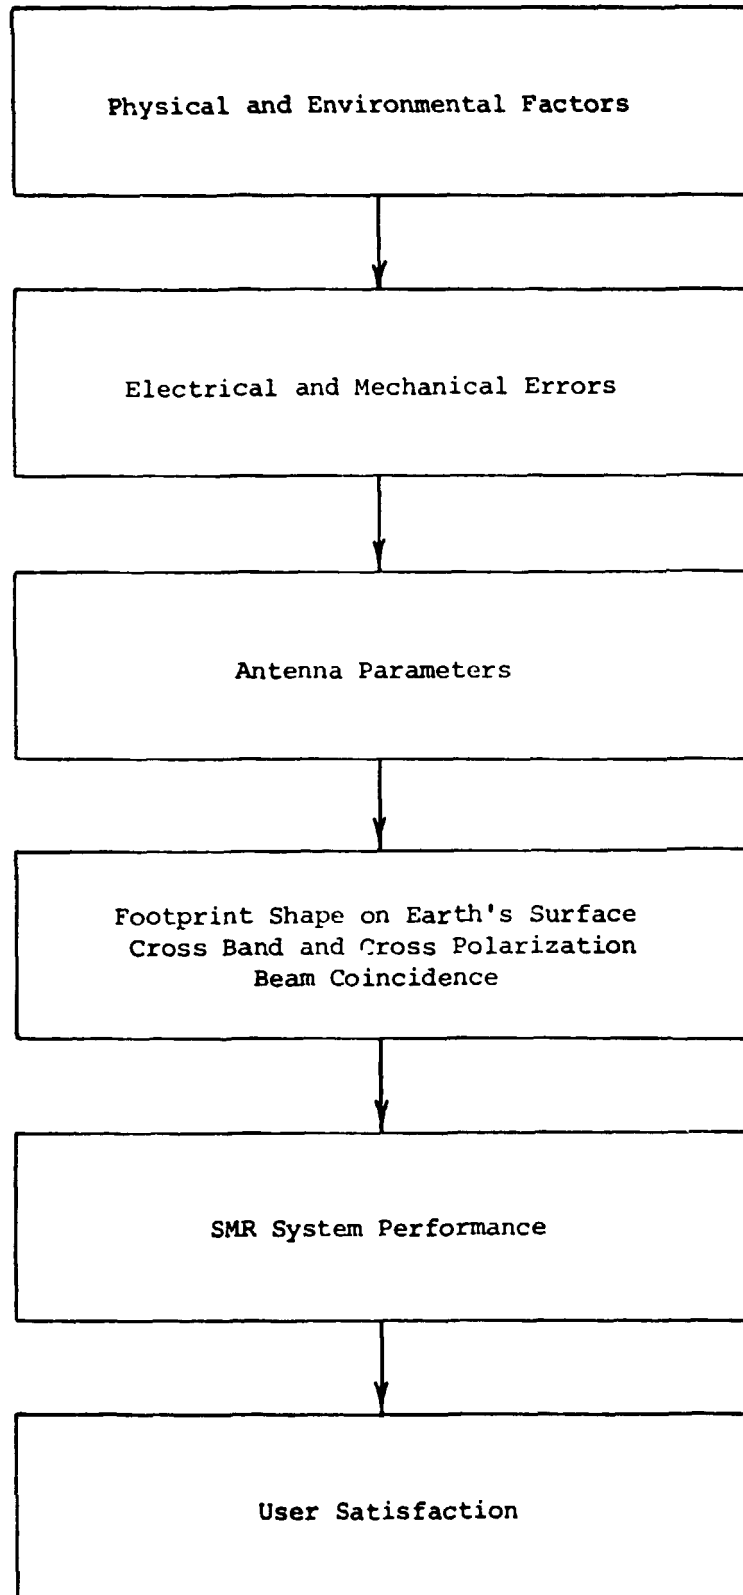 Physical and Environmental Factors
Electrical and Mechanical Errors
Antenna Parameters
Footprint Shape on Earth's Surface
Cross Band and Cross Polarization
Beam Coincidence
SMR System Performance
User Satisfaction